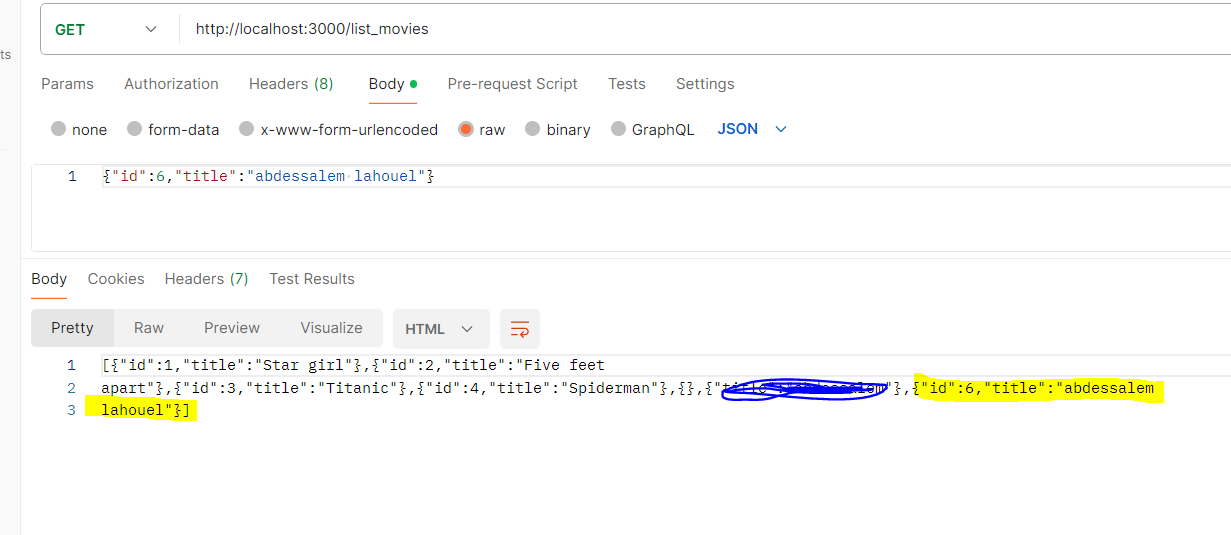 GET http://localhost:3000/list_movies
ts
Params Authorization Headers (8) Body Pre-request Script Tests Settings
none form-data x-www-form-urlencoded raw binary GraphQL JSON
1 {"id":6,"title":"abdessalem lahouel"}
Body Cookies Headers (7) Test Results
Pretty Raw Preview Visualize HTML
1 [{"id":1,"title":"Star girl"},{"id":2,"title":"Five feet
2 apart"},{"id":3,"title":"Titanic"},{"id":4,"title":"Spiderman"},{},{"},{"id":6,"title":"abdessalem
3 lahouel"}]